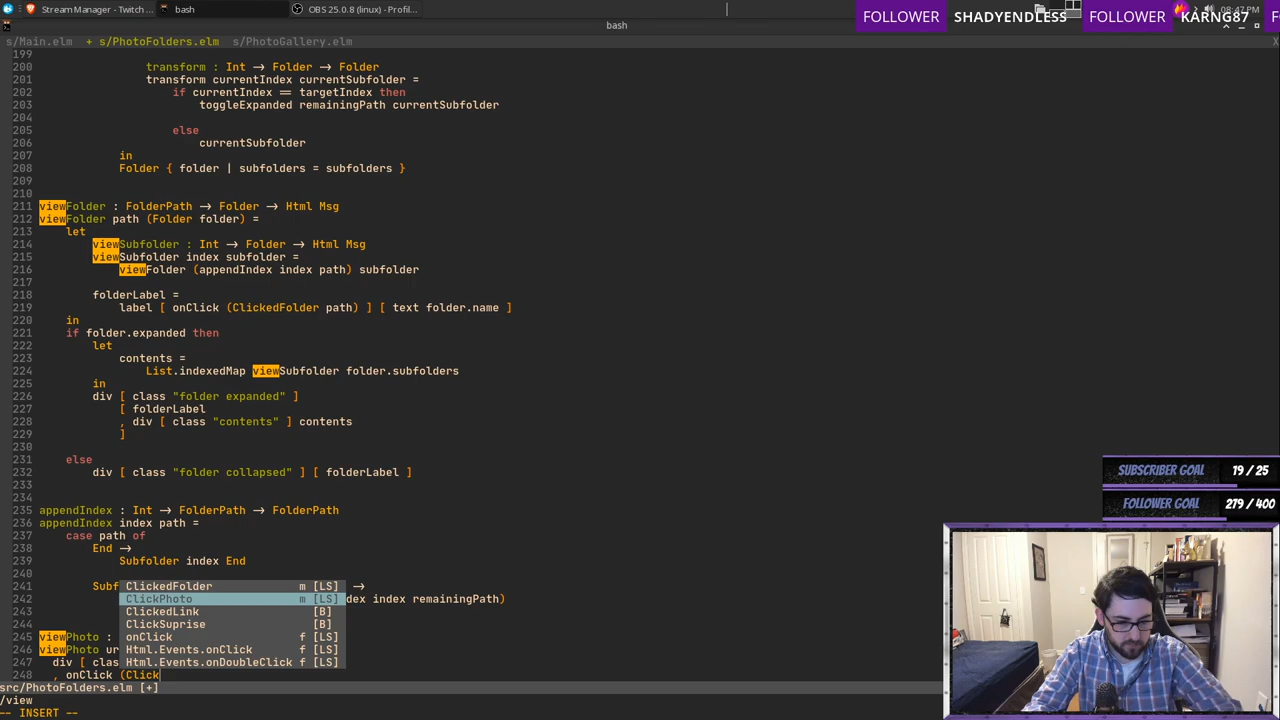 Stream Manager - Twitch ... bash OBS 25.0.8 (linux) - Profil... 08:47 PM
FOLLOWER SHADYENDLESS FOLLOWER KARNG87
bash
s/Main.elm + s/PhotoFolders.elm s/PhotoGallery.elm X
199
200 transform : Int → Folder → Folder
201 transform currentIndex currentSubfolder =
202 if currentIndex == targetIndex then
203 toggleExpanded remainingPath currentSubfolder
204
205 else
206 currentSubfolder
207 in
208 Folder { folder | subfolders = subfolders }
209
210
211 viewFolder : FolderPath → Folder → Html Msg
212 viewFolder path (Folder folder) =
213 let
214 viewSubfolder : Int → Folder → Html Msg
215 viewSubfolder index subfolder =
216 viewFolder (appendIndex index path) subfolder
217
218 folderLabel =
219 label [ onClick (ClickedFolder path) ] [ text folder.name ]
220 in
221 if folder.expanded then
222 let
223 contents =
224 List.indexedMap viewSubfolder folder.subfolders
225 in
226 div [ class "folder expanded" ]
227 [ folderLabel
228 , div [ class "contents" ] contents
229 ]
230
231 else
232 div [ class "folder collapsed" ] [ folderLabel ]
233
234
235 appendIndex : Int → FolderPath → FolderPath
236 appendIndex index path =
237 case path of
238 End →
239 Subfolder index End
240
241 Subf ClickedFolder m [LS] →
242 ClickPhoto m [LS] dex index remainingPath)
243 ClickedLink [B]
244 ClickSuprise [B]
245 viewPhoto : onClick f [LS]
246 viewPhoto ur Html.Events.onClick f [LS]
247 div [ clas Html.Events.onDoubleClick f [LS]
248 , onClick (Click
src/PhotoFolders.elm [+]
/view
-- INSERT --
SUBSCRIBER GOAL 19 / 25
FOLLOWER GOAL 279 / 400